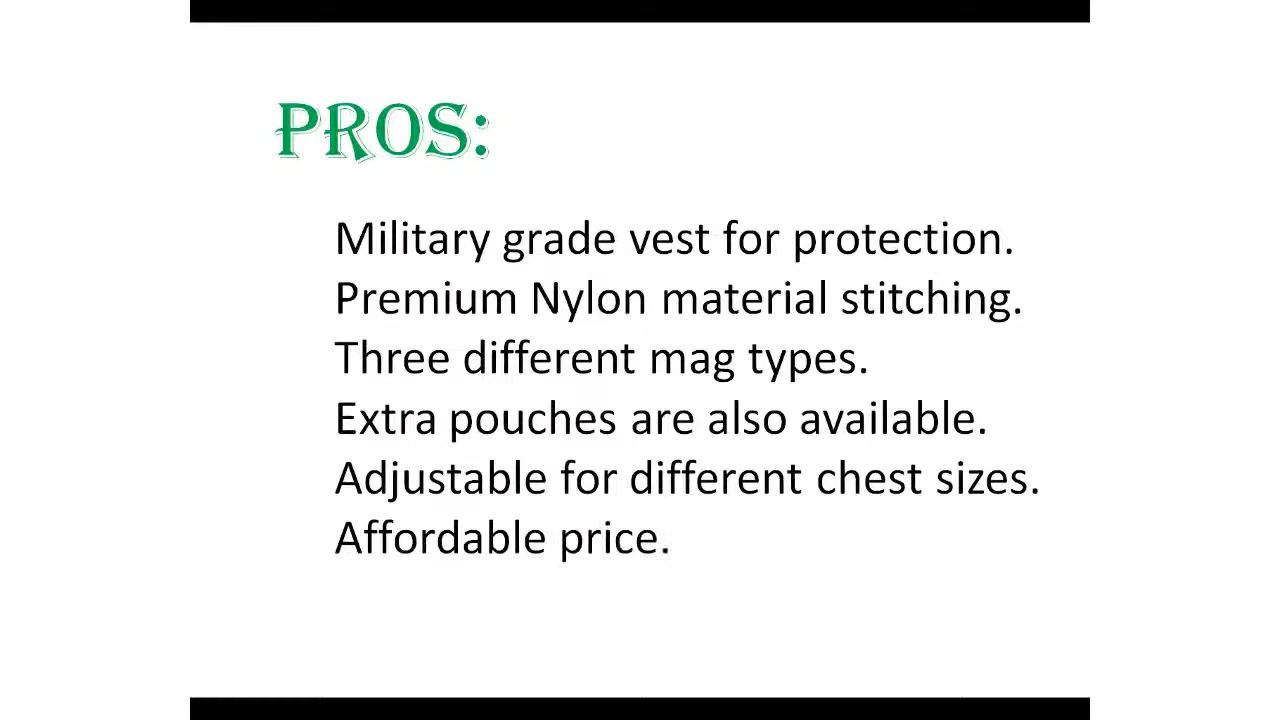 PROS:
Military grade vest for protection.
Premium Nylon material stitching.
Three different mag types.
Extra pouches are also available.
Adjustable for different chest sizes.
Affordable price.